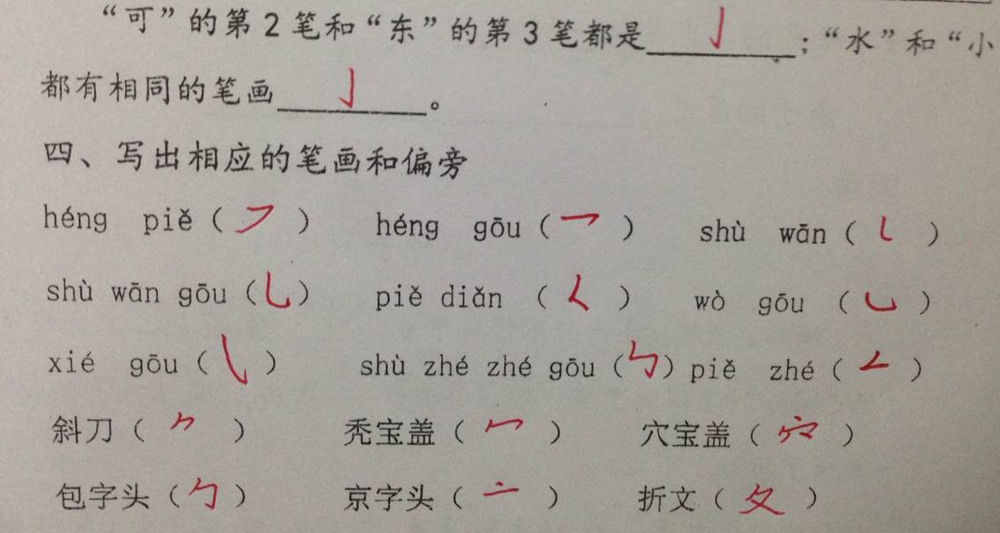 “可”的第2笔和“东”的第3笔都是亅；“水”和“小
都有相同的笔画亅。
四、写出相应的笔画和偏旁
héng piě（㇇） héng gōu（乛） shù wān（㇄）
shù wān gōu（乚） piě diǎn（𡿨） wò gōu（㇃）
xié gōu（㇂） shù zhé zhé gōu（㇉）piě zhé（𠃋）
斜刀（⺈）秃宝盖（冖） 穴宝盖（穴）
包字头（勹） 京字头（亠） 折文（夂）